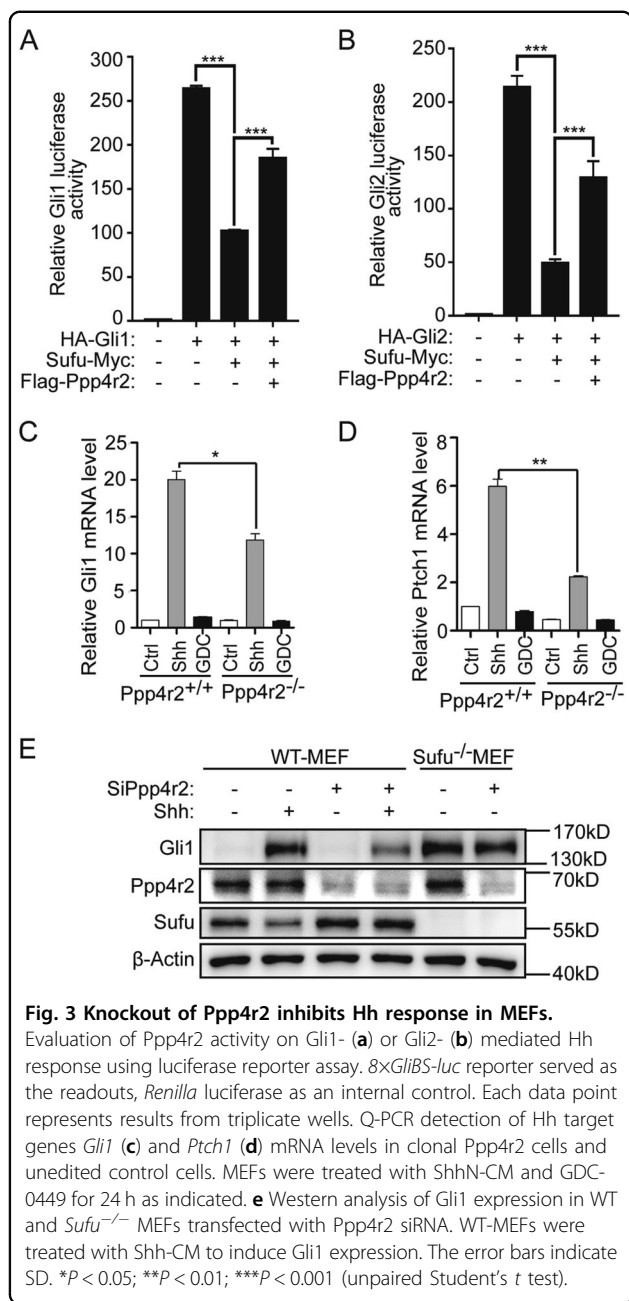 A
Relative Gli1 luciferase
activity
300
250
200
150
100
50
0
***
***
HA-Gli1: - + + +
Sufu-Myc: - - + +
Flag-Ppp4r2: - - - +
B
Relative Gli2 luciferase
activity
250
200
150
100
50
0
***
***
HA-Gli2: - + + +
Sufu-Myc: - - + +
Flag-Ppp4r2: - - - +
C
Relative Gli1 mRNA level
25
20
15
10
5
0
*
Ctrl Shh GDC Ctrl Shh GDC
Ppp4r2+/+ Ppp4r2-/-
D
Relative Ptch1 mRNA level
8
6
4
2
0
**
Ctrl Shh GDC Ctrl Shh GDC
Ppp4r2+/+ Ppp4r2-/-
E
WT-MEF Sufu-/-MEF
SiPpp4r2: - - + + - +
Shh: - + - + - -
Gli1 170kD
130kD
Ppp4r2 70kD
Sufu 55kD
β-Actin 40kD
Fig. 3 Knockout of Ppp4r2 inhibits Hh response in MEFs.
Evaluation of Ppp4r2 activity on Gli1- (a) or Gli2- (b) mediated Hh
response using luciferase reporter assay. 8×GliBS-luc reporter served as
the readouts, Renilla luciferase as an internal control. Each data point
represents results from triplicate wells. Q-PCR detection of Hh target
genes Gli1 (c) and Ptch1 (d) mRNA levels in clonal Ppp4r2 cells and
unedited control cells. MEFs were treated with ShhN-CM and GDC-
0449 for 24 h as indicated. e Western analysis of Gli1 expression in WT
and Sufu−/− MEFs transfected with Ppp4r2 siRNA. WT-MEFs were
treated with Shh-CM to induce Gli1 expression. The error bars indicate
SD. *P < 0.05; **P < 0.01; ***P < 0.001 (unpaired Student's t test).